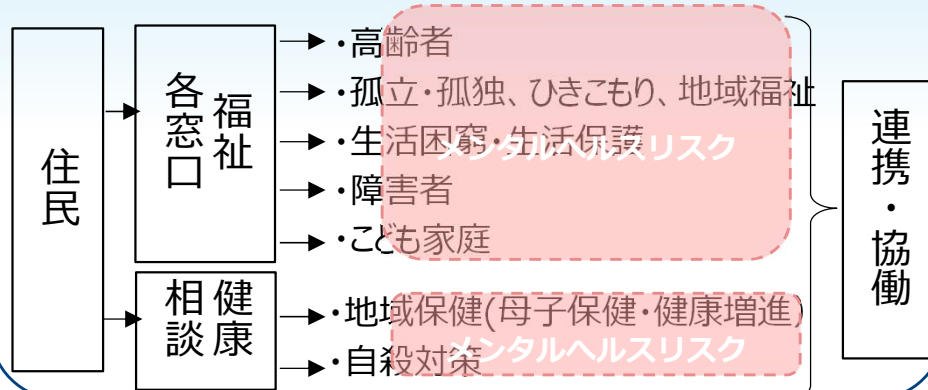 住民
福祉
各窓口
・高齢者
・孤立・孤独、ひきこもり、地域福祉
・生活困窮・生活保護
メンタルヘルスリスク
・障害者
・こども家庭
健康
相談
・地域保健(母子保健・健康増進)
・自殺対策
メンタルヘルスリスク
連携・協働